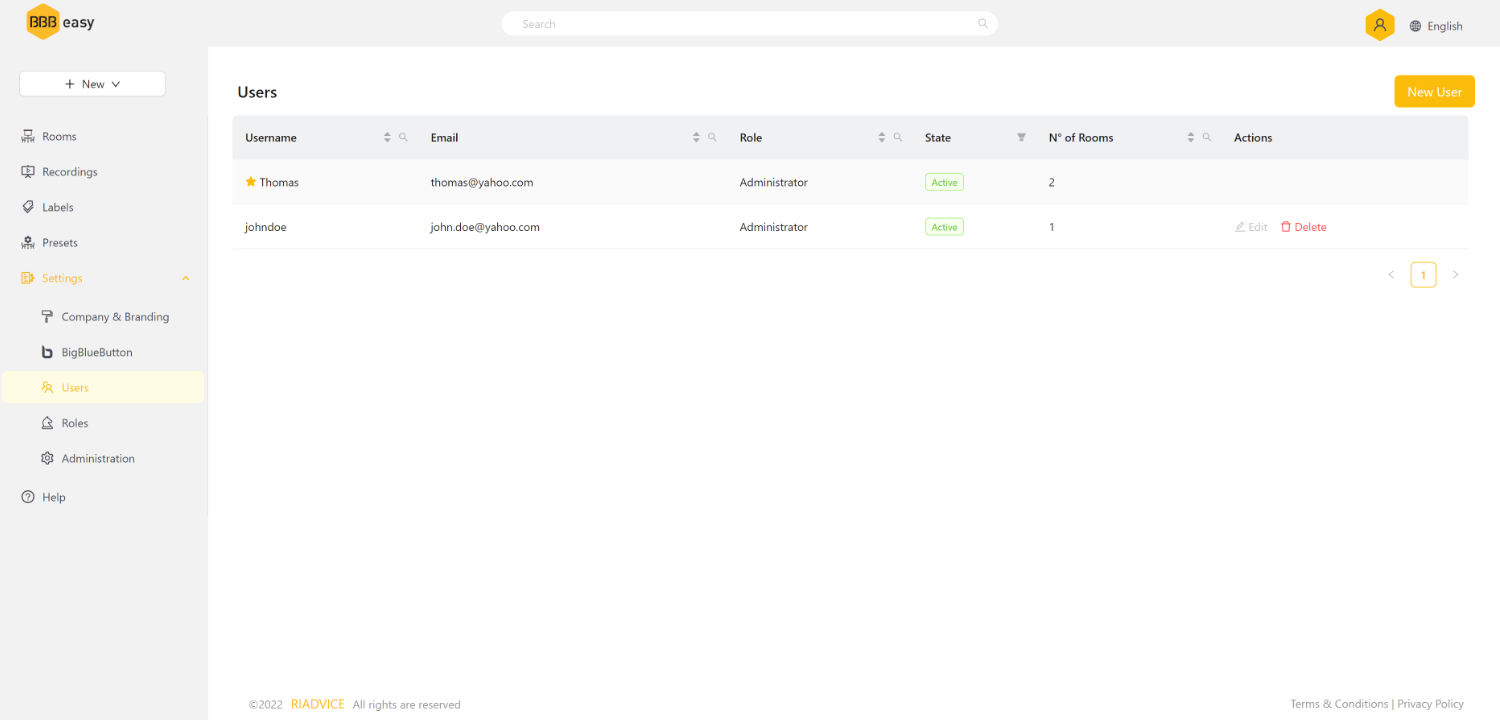 BBB easy
Search
English
+ New
Rooms
Recordings
Labels
Presets
Settings
Company & Branding
BigBlueButton
Users
Roles
Administration
Help
Users
New User
Username Email Role State N° of Rooms Actions
Thomas thomas@yahoo.com Administrator Active 2
johndoe john.doe@yahoo.com Administrator Active 1 Edit Delete
< 1 >
©2022 RIADVICE All rights are reserved
Terms & Conditions | Privacy Policy